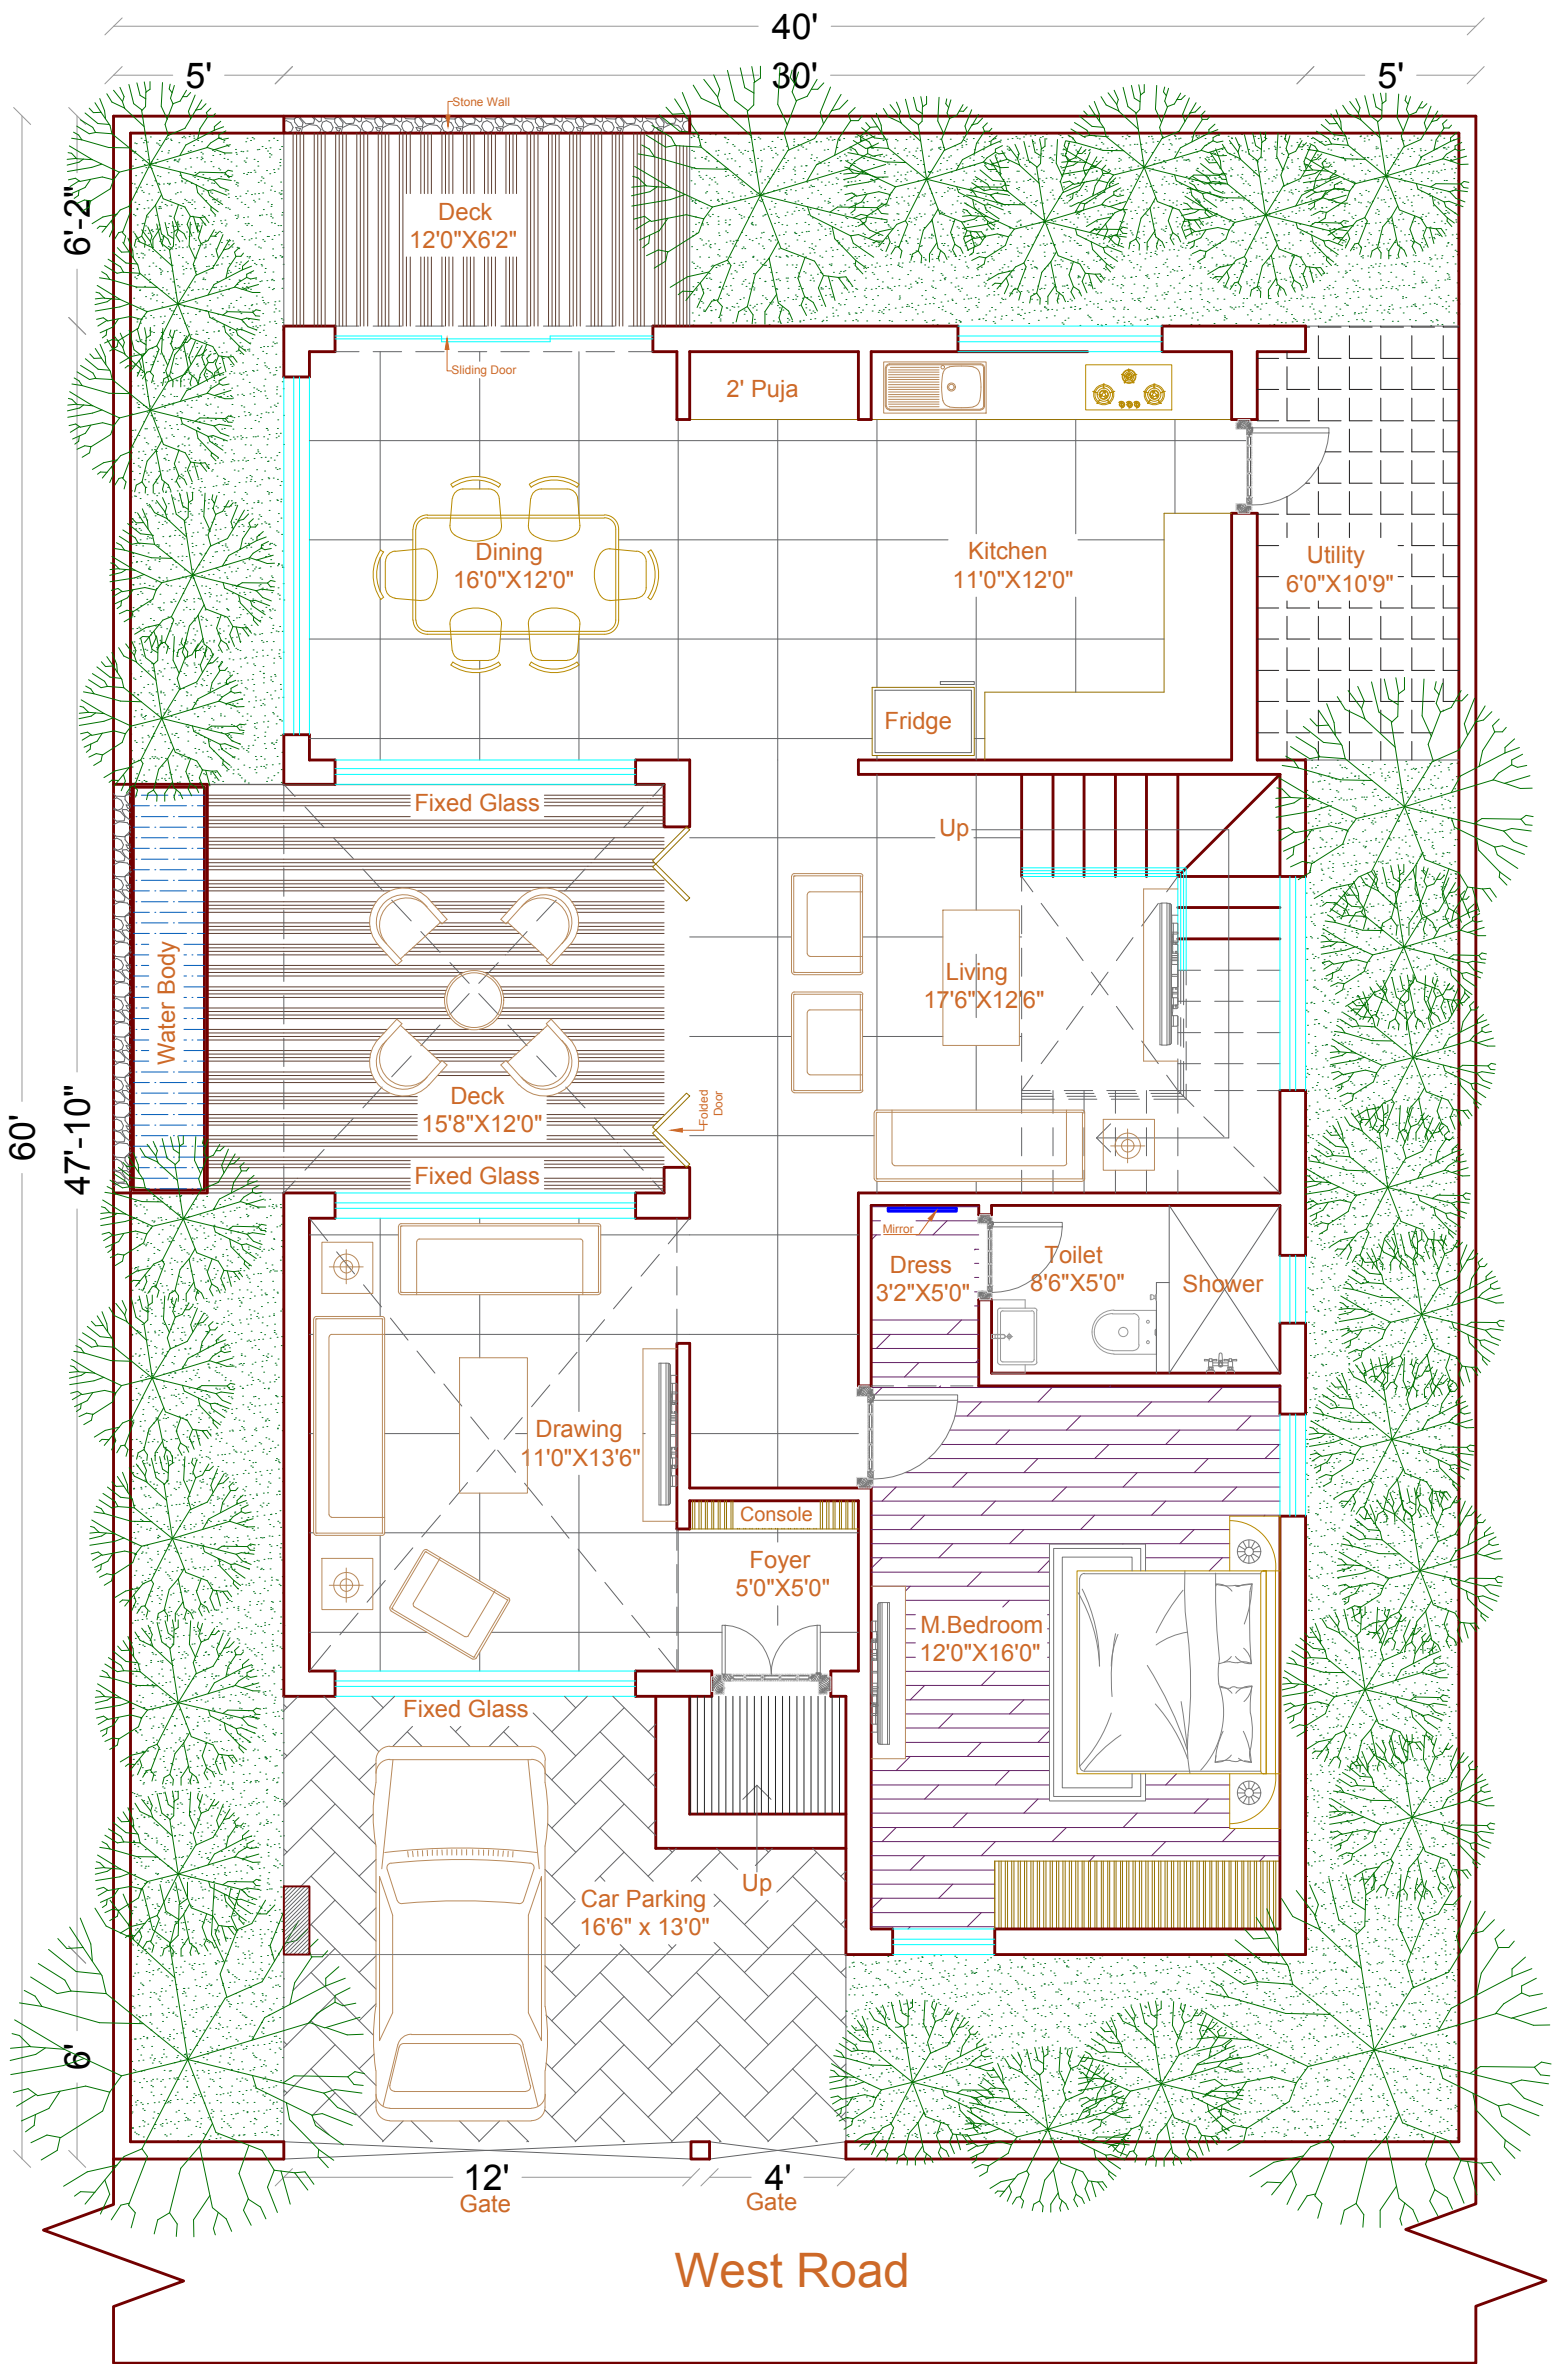 40'
5'
30'
5'
Stone Wall
6'-2"
Deck
12'0"X6'2"
Sliding Door
2' Puja
Dining
16'0"X12'0"
Kitchen
11'0"X12'0"
Utility
6'0"X10'9"
Fridge
Fixed Glass
Up
Water Body
Living
17'6"X12'6"
60'
47'-10"
Deck
15'8"X12'0"
Folded
Door
Fixed Glass
Mirror
Dress
3'2"X5'0"
Toilet
8'6"X5'0"
Shower
Drawing
11'0"X13'6"
Console
Foyer
5'0"X5'0"
M.Bedroom
12'0"X16'0"
Fixed Glass
Up
Car Parking
16'6" x 13'0"
6'
12'
Gate
4'
Gate
West Road